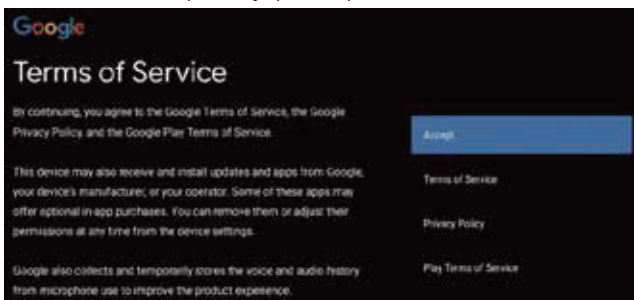 Google
Terms of Service
By continuing, you agree to the Google Terms of Service, the Google
Privacy Policy, and the Google Play Terms of Service.
This device may also receive and install updates and apps from Google,
your device's manufacturer, or your operator. Some of these apps may
offer optional in-app purchases. You can remove them or adjust their
permissions at any time from the device settings.
Google also collects and temporarily stores the voice and audio history
from microphone use to improve the product experience.
Accept
Terms of Service
Privacy Policy
Play Terms of Service